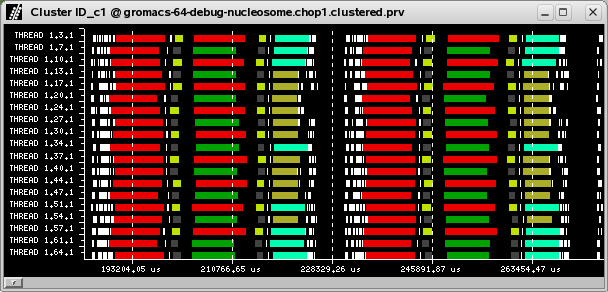 Cluster ID_c1 @ gromacs-64-debug-nucleosome.chop1.clustered.prv
THREAD 1.3.1
THREAD 1.7.1
THREAD 1.10.1
THREAD 1.13.1
THREAD 1.17.1
THREAD 1.20.1
THREAD 1.24.1
THREAD 1.27.1
THREAD 1.30.1
THREAD 1.34.1
THREAD 1.37.1
THREAD 1.40.1
THREAD 1.44.1
THREAD 1.47.1
THREAD 1.51.1
THREAD 1.54.1
THREAD 1.57.1
THREAD 1.61.1
THREAD 1.64.1
193204,05 us 210766,65 us 228329,26 us 245891,87 us 263454,47 us